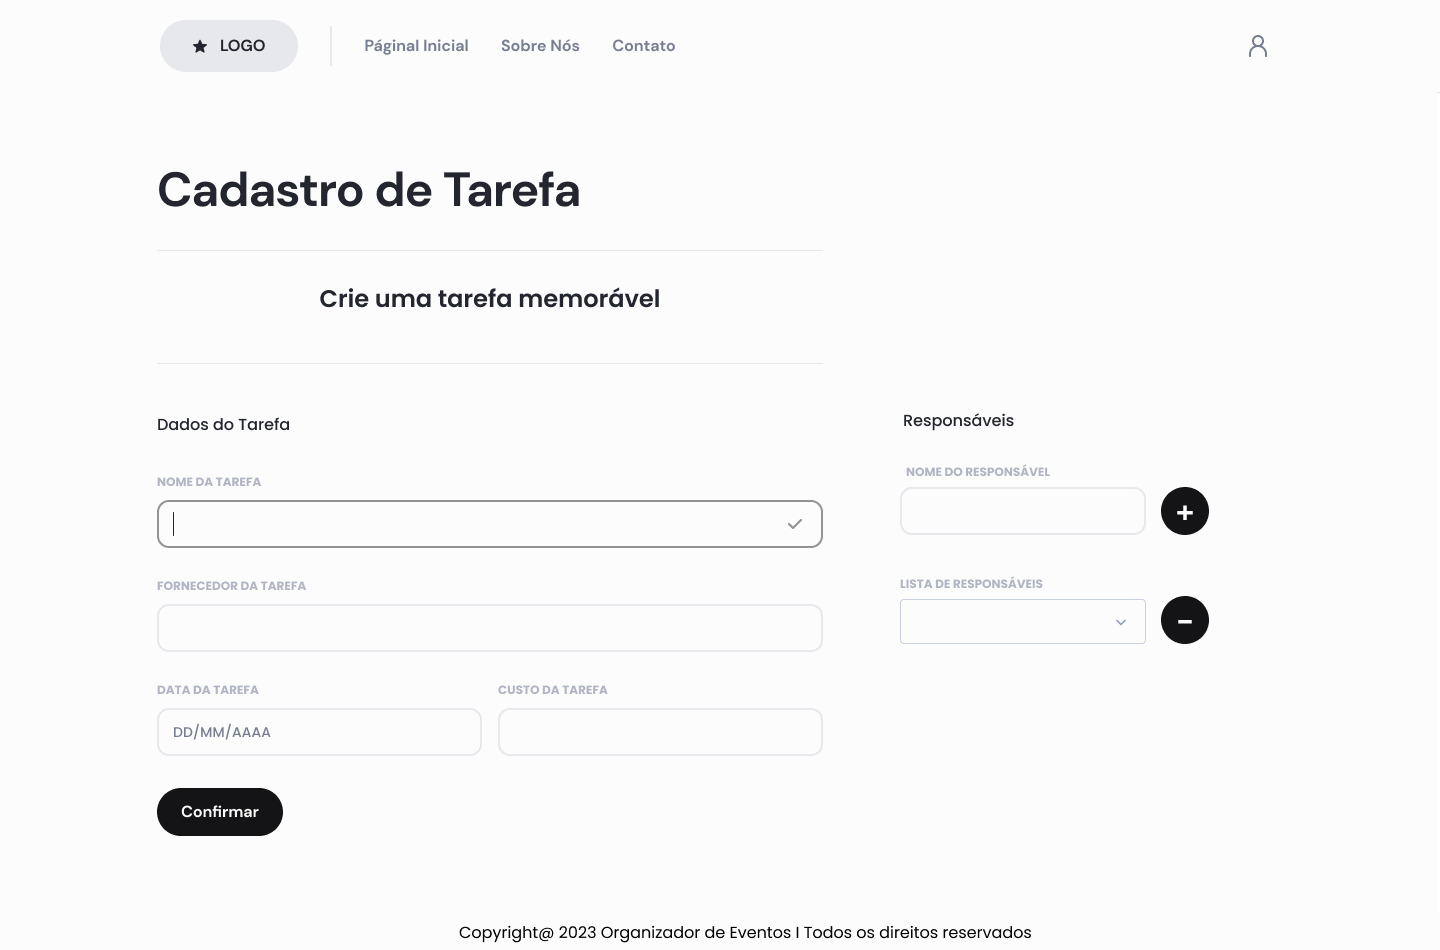 LOGO
Páginal Inicial
Sobre Nós
Contato
Cadastro de Tarefa
Crie uma tarefa memorável
Dados do Tarefa
NOME DA TAREFA
FORNECEDOR DA TAREFA
DATA DA TAREFA
CUSTO DA TAREFA
DD/MM/AAAA
Confirmar
Responsáveis
NOME DO RESPONSÁVEL
+
LISTA DE RESPONSÁVEIS
–
Copyright@ 2023 Organizador de Eventos I Todos os direitos reservados